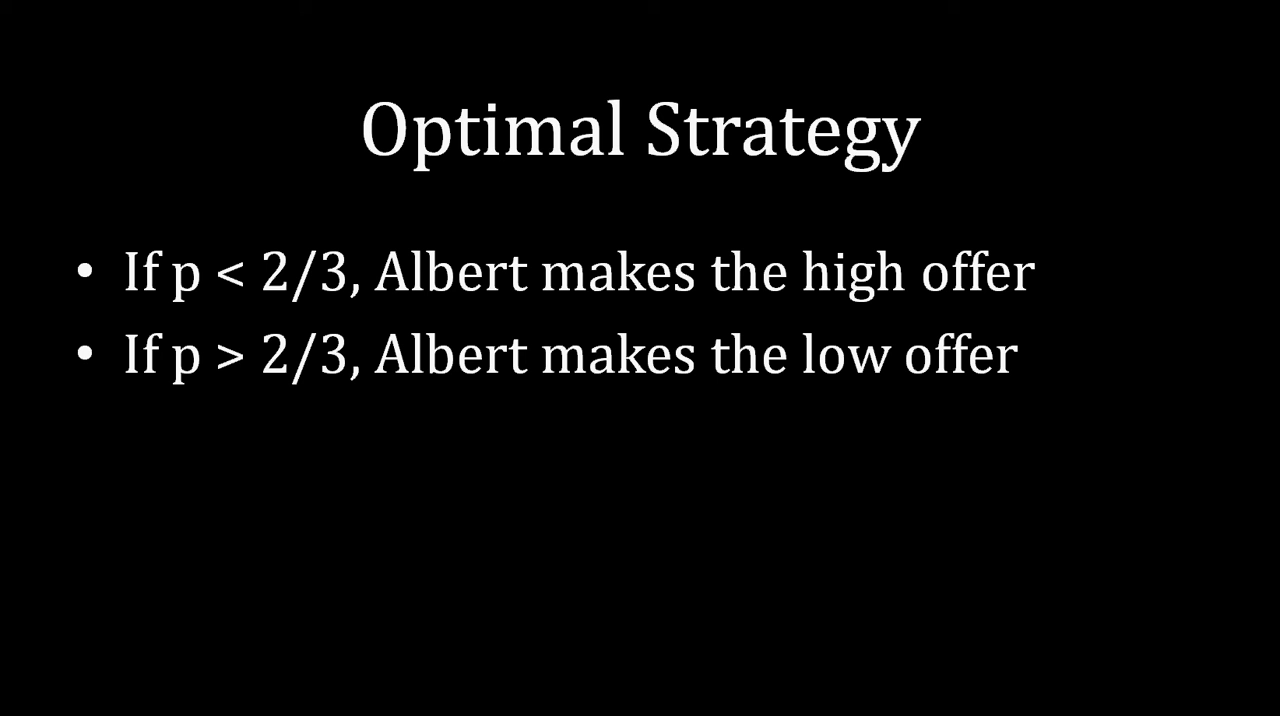 Optimal Strategy
• If p < 2/3, Albert makes the high offer
• If p > 2/3, Albert makes the low offer